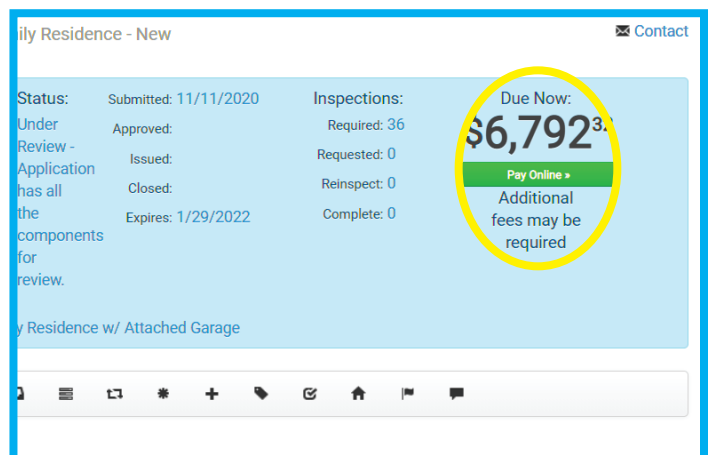 ily Residence - New
Contact
Status:
Under
Review -
Application
has all
the
components
for
review.
Submitted: 11/11/2020
Approved:
Issued:
Closed:
Expires: 1/29/2022
Inspections:
Required: 36
Requested: 0
Reinspect: 0
Complete: 0
Due Now:
$6,792³²
Pay Online »
Additional
fees may be
required
y Residence w/ Attached Garage